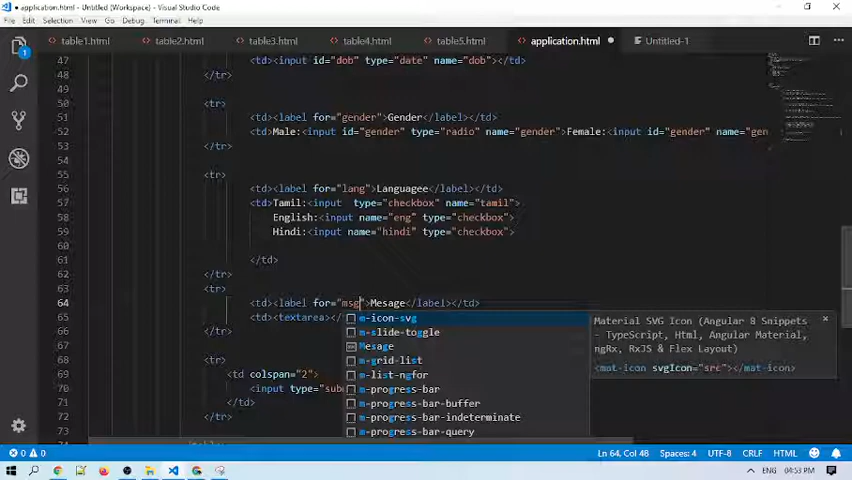 ● application.html - Untitled (Workspace) - Visual Studio Code
File Edit Selection View Go Debug Terminal Help
table1.html table2.html table3.html table4.html table5.html application.html ● Untitled-1
1
47 <td><input id="dob" type="date" name="dob"></td>
48 </tr>
49
50 <tr>
51 <td><label for="gender">Gender</label></td>
52 <td>Male:<input id="gender" type="radio" name="gender">Female:<input id="gender" name="gen
53 </tr>
54
55 <tr>
56 <td><label for="lang">Languagee</label></td>
57 <td>Tamil:<input type="checkbox" name="tamil">
58 English:<input name="eng" type="checkbox">
59 Hindi:<input name="hindi" type="checkbox">
60
61 </td>
62 </tr>
63 <tr>
64 <td><label for="msg">Mesage</label></td>
65 <td><textarea></
66 </tr>
67
68 <tr>
69 <td colspan="2">
70 <input type="sub
71 </td>
72 </tr>
73
74
m-icon-svg
m-slide-toggle
Mesage
m-grid-list
m-list-ngfor
m-progress-bar
m-progress-bar-buffer
m-progress-bar-indeterminate
m-progress-bar-query
Material SVG Icon (Angular 8 Snippets
- TypeScript, Html, Angular Material,
ngRx, RxJS & Flex Layout)
<mat-icon svgIcon="src"></mat-icon>
0 0 Ln 64, Col 48 Spaces: 4 UTF-8 CRLF HTML
ENG 04:53 PM